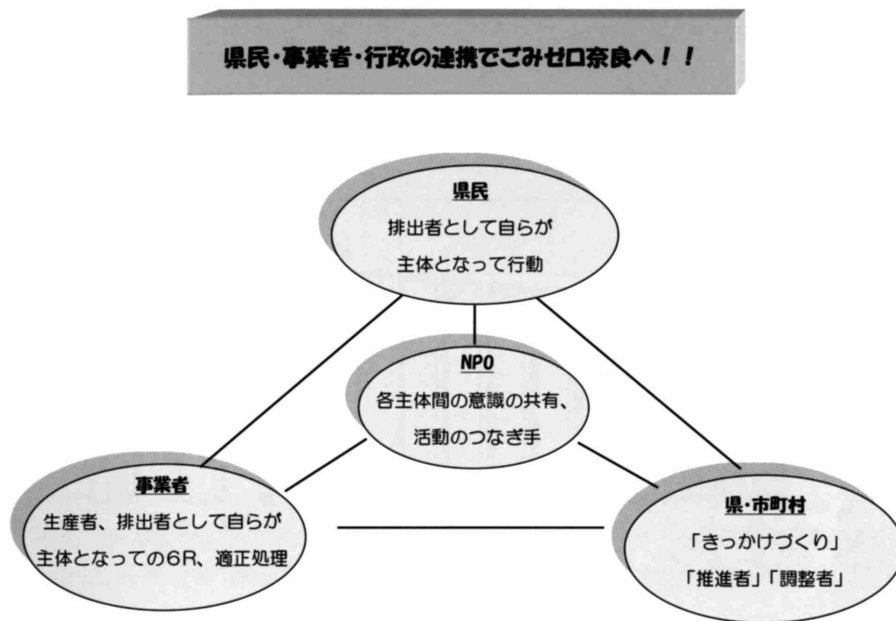 県民・事業者・行政の連携でごみゼロ奈良へ！！
県民
排出者として自らが
主体となって行動
NPO
各主体間の意識の共有、
活動のつなぎ手
事業者
生産者、排出者として自らが
主体となっての６Ｒ、適正処理
県・市町村
「きっかけづくり」
「推進者」「調整者」